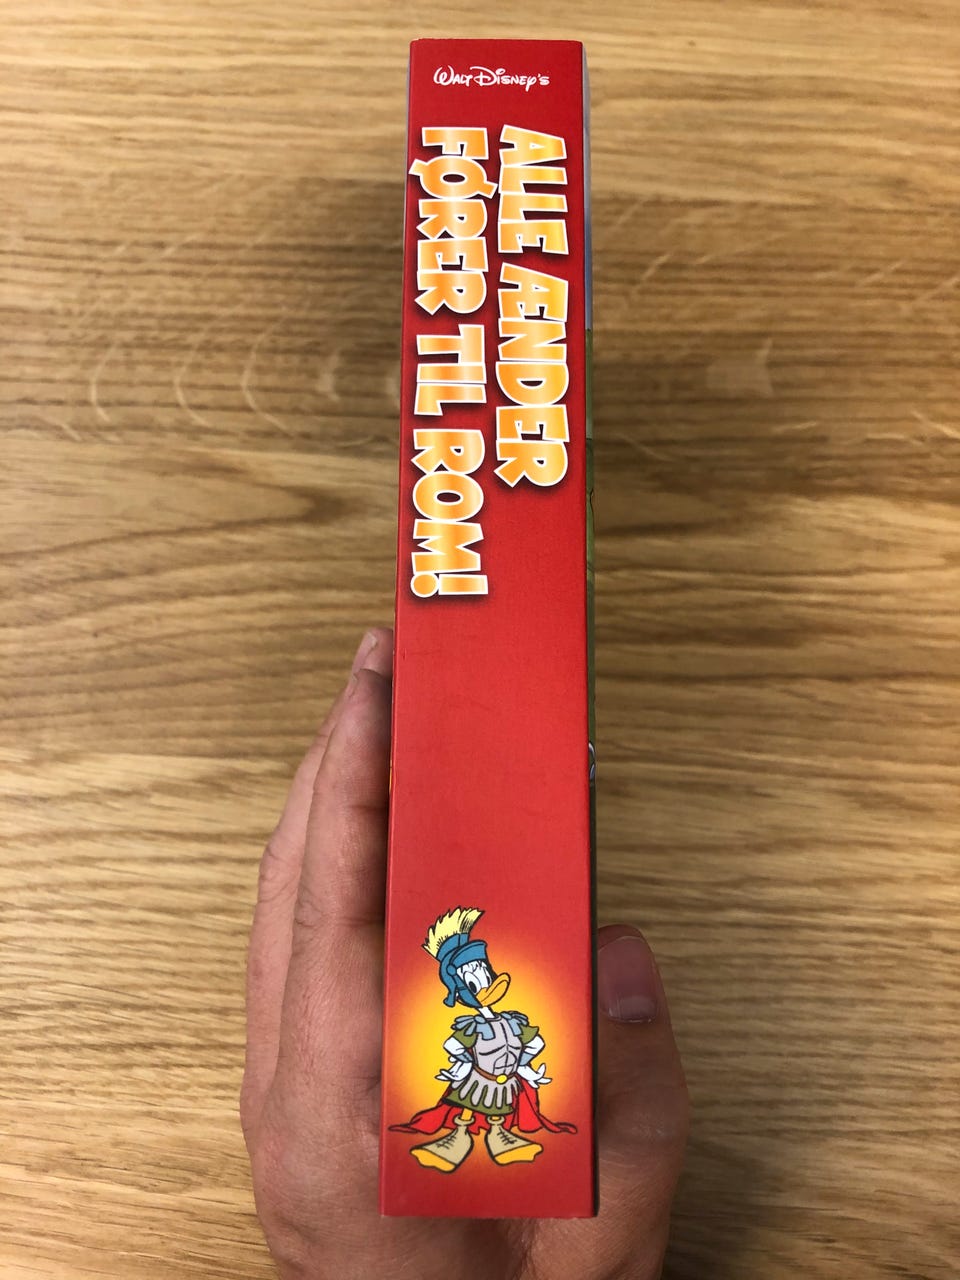 WALT DISNEY'S
ALLE ÆNDER
FØRER TIL ROM!